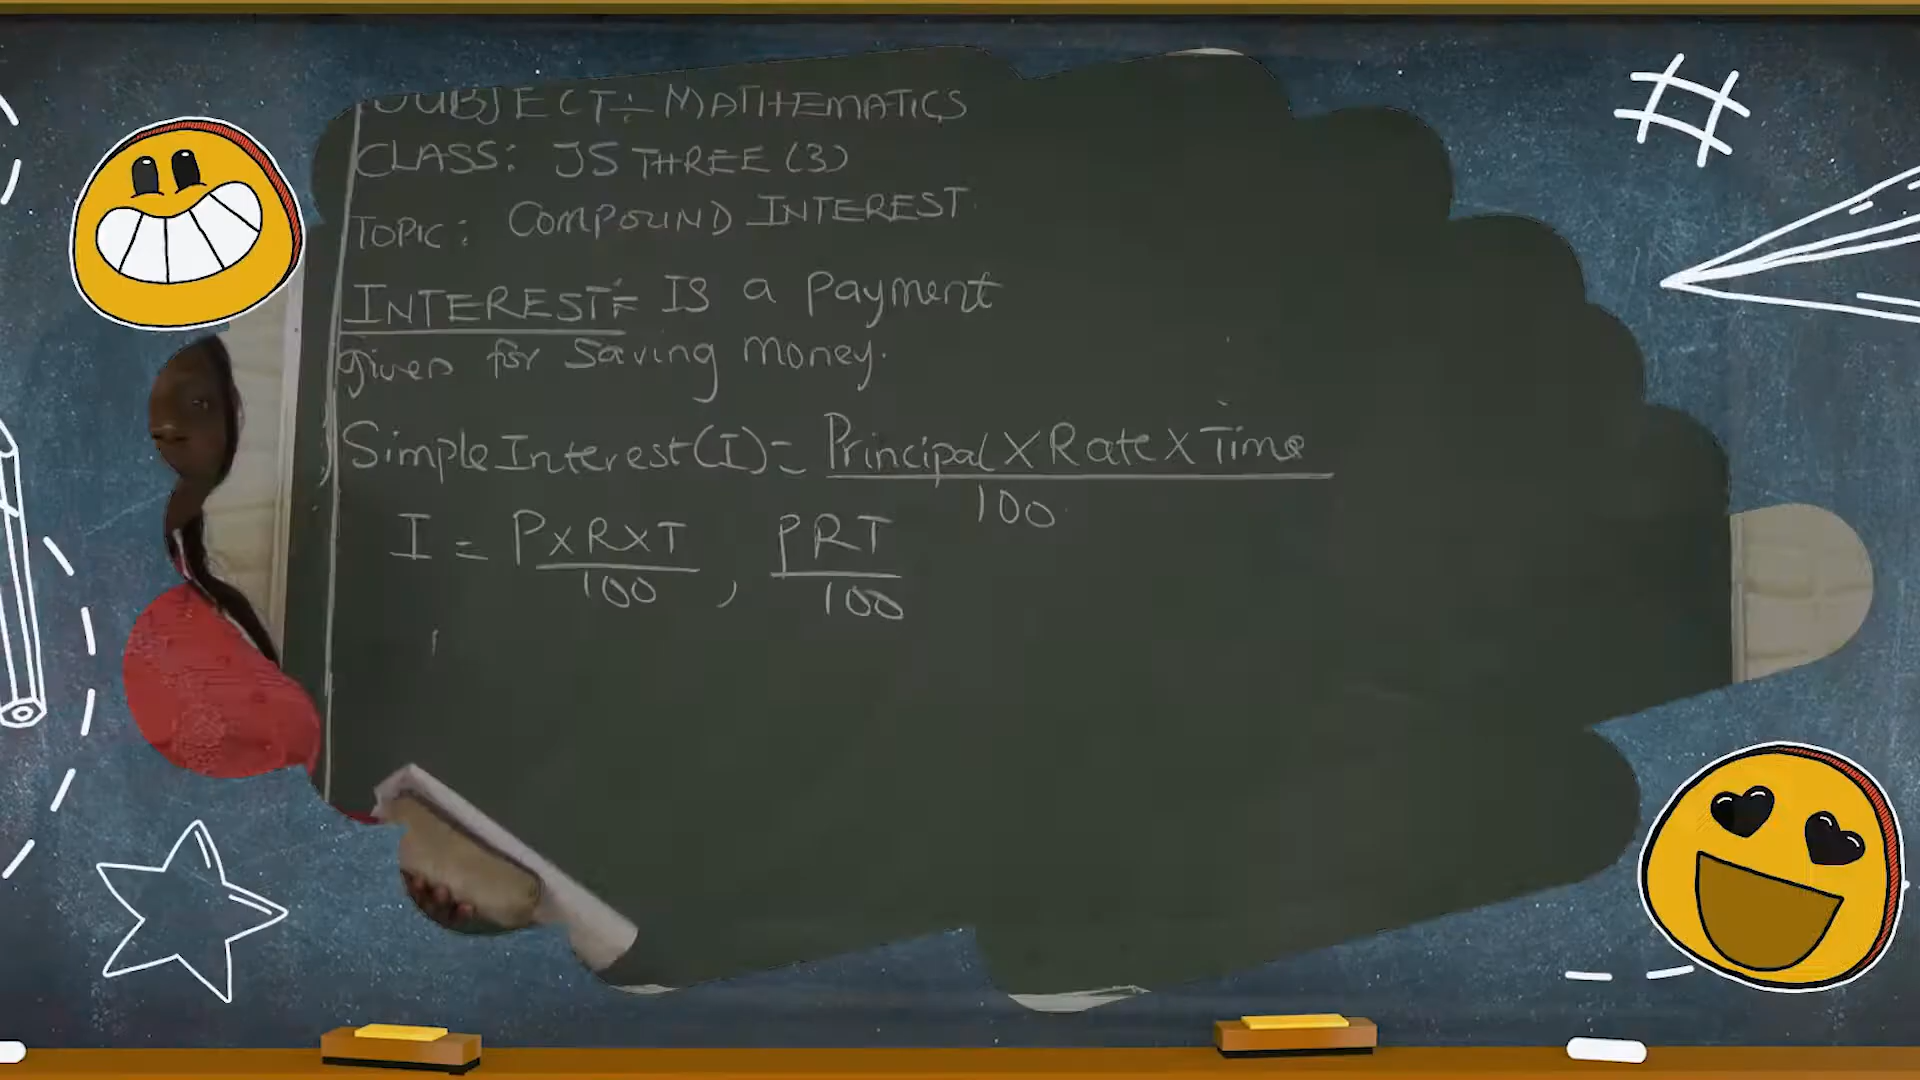 SUBJECT:- MATHEMATICS
CLASS: JS THREE (3)
TOPIC: COMPOUND INTEREST
INTEREST:- IS a payment
given for saving money.
Simple Interest (I) = Principal X Rate X Time
100
I = P X R X T , PRT
100 100